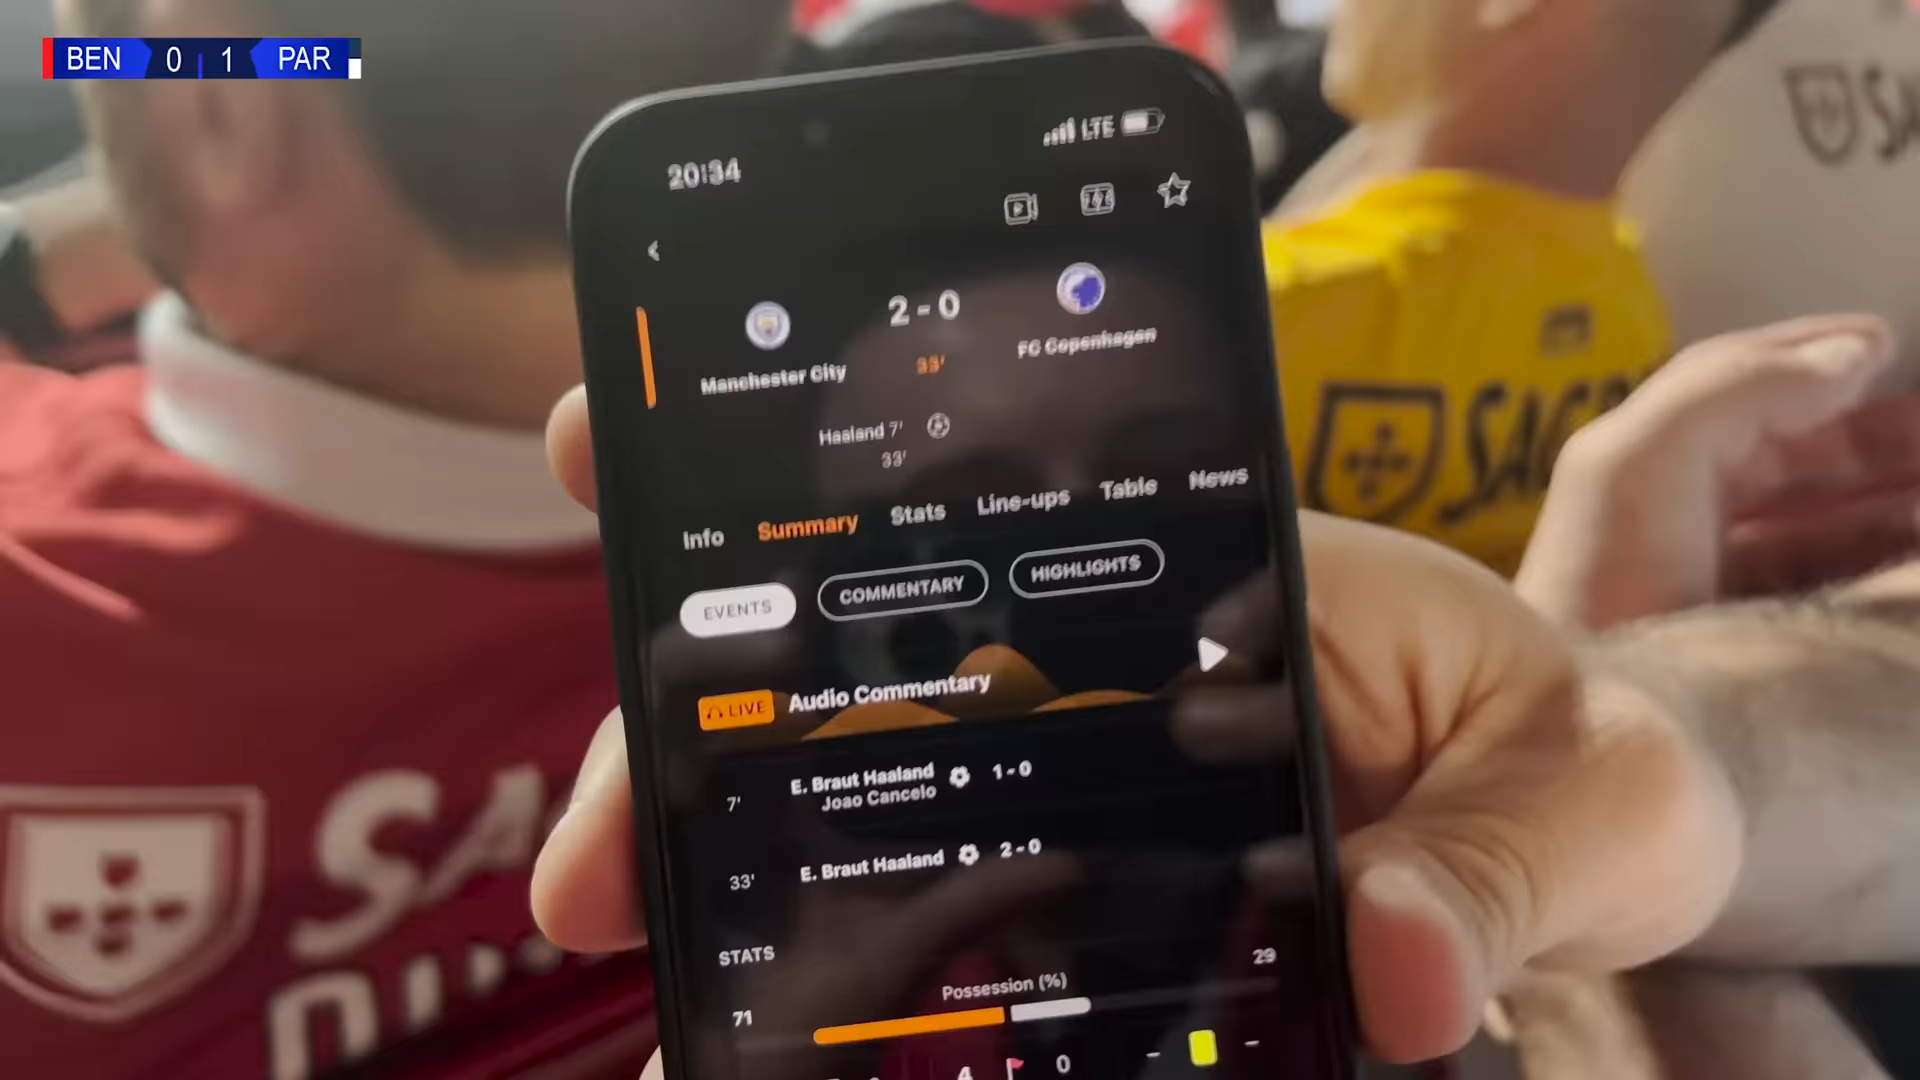 BEN 0 1 PAR
20:34
LTE
2 - 0
Manchester City
33'
FC Copenhagen
Haaland 7'
33'
Info Summary Stats Line-ups Table News
EVENTS COMMENTARY HIGHLIGHTS
LIVE Audio Commentary
7' E. Braut Haaland 1 - 0
Joao Cancelo
33' E. Braut Haaland 2 - 0
STATS
71 Possession (%) 29
4 0 - -